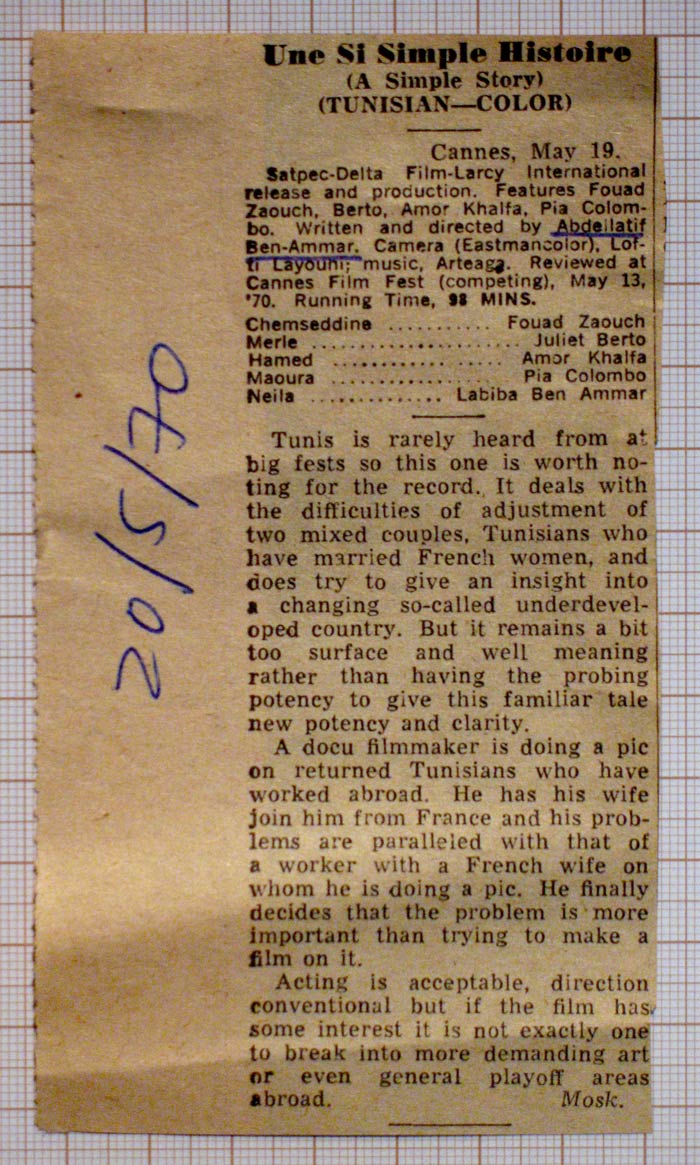 Une Si Simple Histoire
(A Simple Story)
(TUNISIAN—COLOR)
Cannes, May 19.
Satpec-Delta Film-Larcy International
release and production. Features Fouad
Zaouch, Berto, Amor Khalfa, Pia Colom-
bo. Written and directed by Abdellatif
Ben-Ammar. Camera (Eastmancolor), Lof-
ti Layouni; music, Arteaga. Reviewed at
Cannes Film Fest (competing), May 13,
'70. Running Time, 98 MINS.
Chemseddine ........... Fouad Zaouch
Merle ...................... Juliet Berto
Hamed .................. Amor Khalfa
Maoura ................ Pia Colombo
Neila .............. Labiba Ben Ammar
Tunis is rarely heard from at
big fests so this one is worth no-
ting for the record. It deals with
the difficulties of adjustment of
two mixed couples, Tunisians who
have married French women, and
does try to give an insight into
a changing so-called underdevel-
oped country. But it remains a bit
too surface and well meaning
rather than having the probing
potency to give this familiar tale
new potency and clarity.
A docu filmmaker is doing a pic
on returned Tunisians who have
worked abroad. He has his wife
join him from France and his prob-
lems are paralleled with that of
a worker with a French wife on
whom he is doing a pic. He finally
decides that the problem is more
important than trying to make a
film on it.
Acting is acceptable, direction
conventional but if the film has
some interest it is not exactly one
to break into more demanding art
or even general playoff areas
abroad. Mosk.
20/5/70